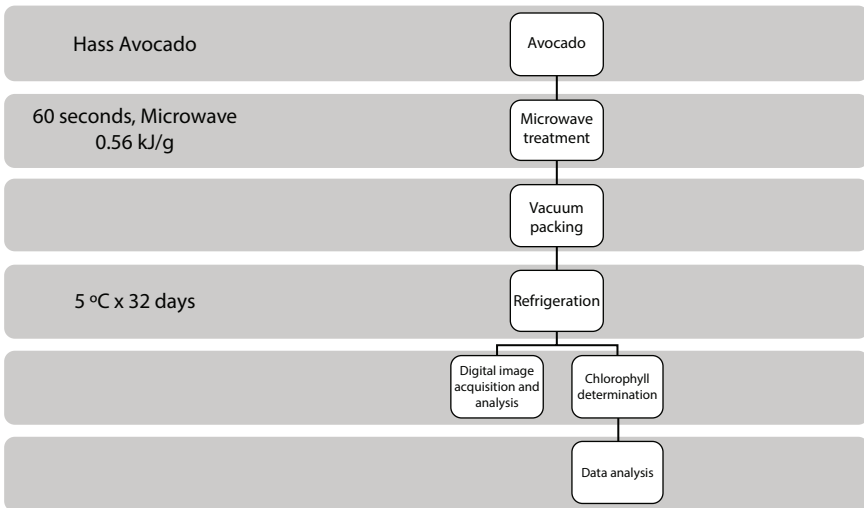 Hass Avocado
Avocado
60 seconds, Microwave
0.56 kJ/g
Microwave
treatment
Vacuum
packing
5 ºC x 32 days
Refrigeration
Digital image
acquisition and
analysis
Chlorophyll
determination
Data analysis